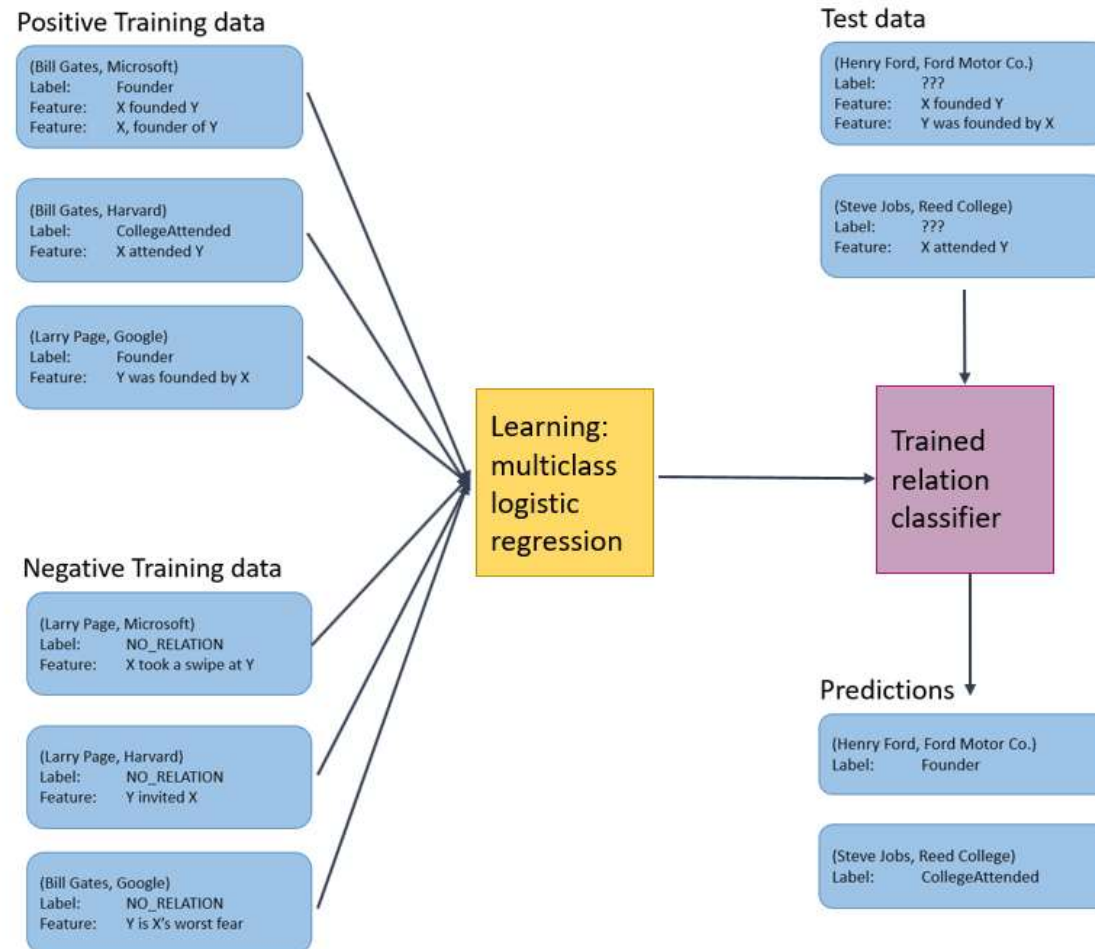 Positive Training data
(Bill Gates, Microsoft)
Label: Founder
Feature: X founded Y
Feature: X, founder of Y
(Bill Gates, Harvard)
Label: CollegeAttended
Feature: X attended Y
(Larry Page, Google)
Label: Founder
Feature: Y was founded by X
Negative Training data
(Larry Page, Microsoft)
Label: NO_RELATION
Feature: X took a swipe at Y
(Larry Page, Harvard)
Label: NO_RELATION
Feature: Y invited X
(Bill Gates, Google)
Label: NO_RELATION
Feature: Y is X's worst fear
Learning:
multiclass
logistic
regression
Test data
(Henry Ford, Ford Motor Co.)
Label: ???
Feature: X founded Y
Feature: Y was founded by X
(Steve Jobs, Reed College)
Label: ???
Feature: X attended Y
Trained
relation
classifier
Predictions
(Henry Ford, Ford Motor Co.)
Label: Founder
(Steve Jobs, Reed College)
Label: CollegeAttended